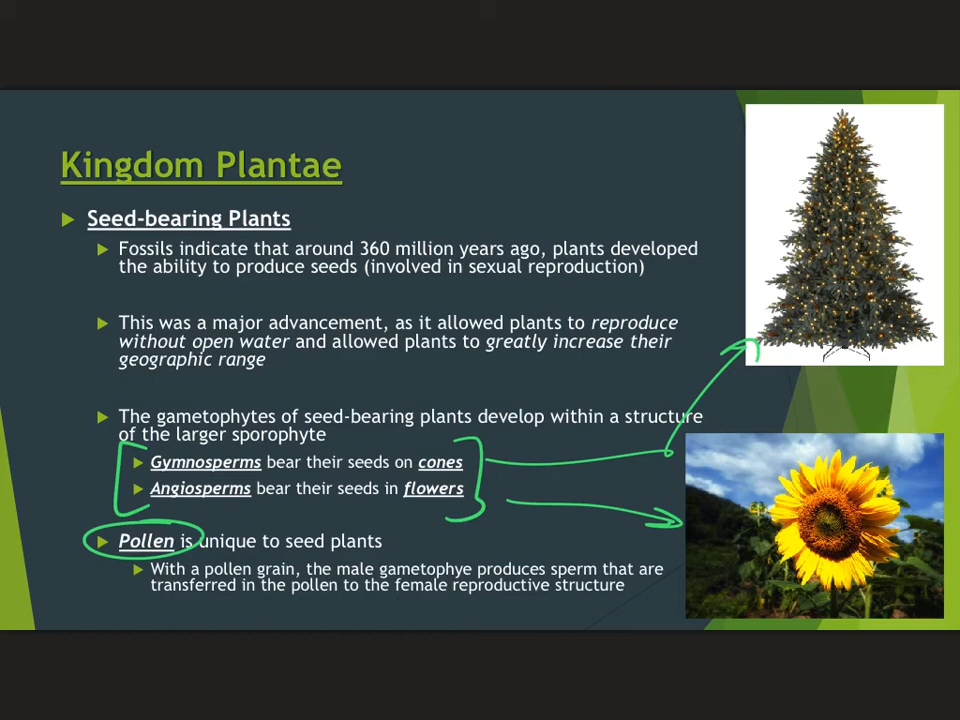 Kingdom Plantae
Seed-bearing Plants
Fossils indicate that around 360 million years ago, plants developed
the ability to produce seeds (involved in sexual reproduction)
This was a major advancement, as it allowed plants to reproduce
without open water and allowed plants to greatly increase their
geographic range
The gametophytes of seed-bearing plants develop within a structure
of the larger sporophyte
Gymnosperms bear their seeds on cones
Angiosperms bear their seeds in flowers
Pollen is unique to seed plants
With a pollen grain, the male gametophye produces sperm that are
transferred in the pollen to the female reproductive structure